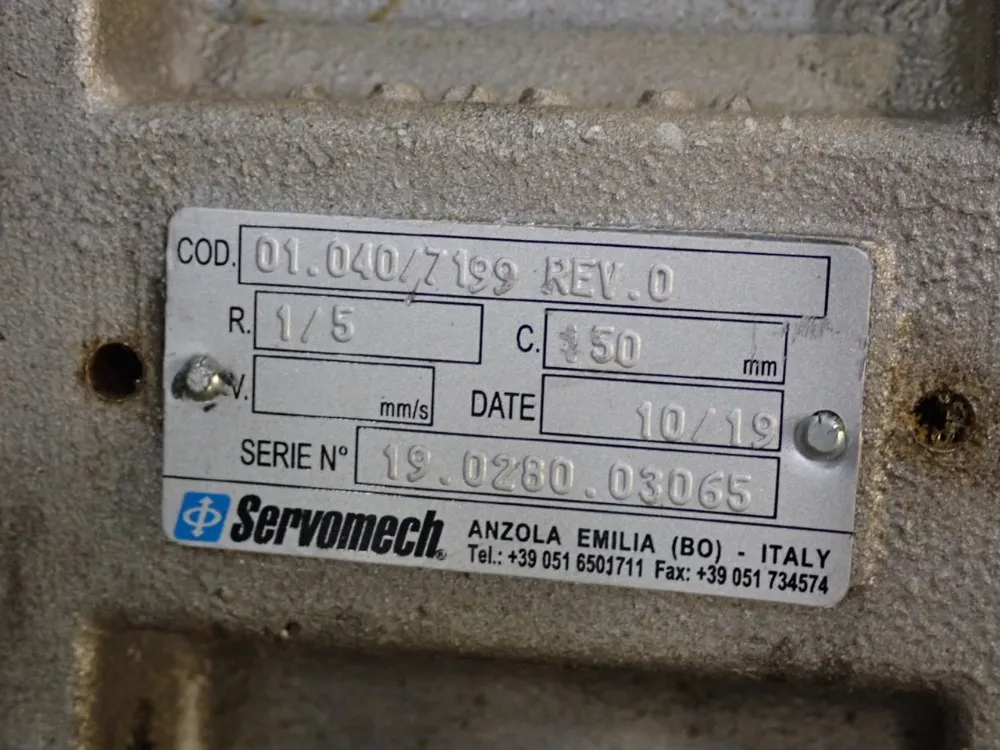 COD. 01.040/7199 REV.0
R. 1/5 C. 150 mm
V. mm/s DATE 10/19
SERIE N° 19.0280.03065
Servomech® ANZOLA EMILIA (BO) - ITALY
Tel.: +39 051 6501711 Fax: +39 051 734574